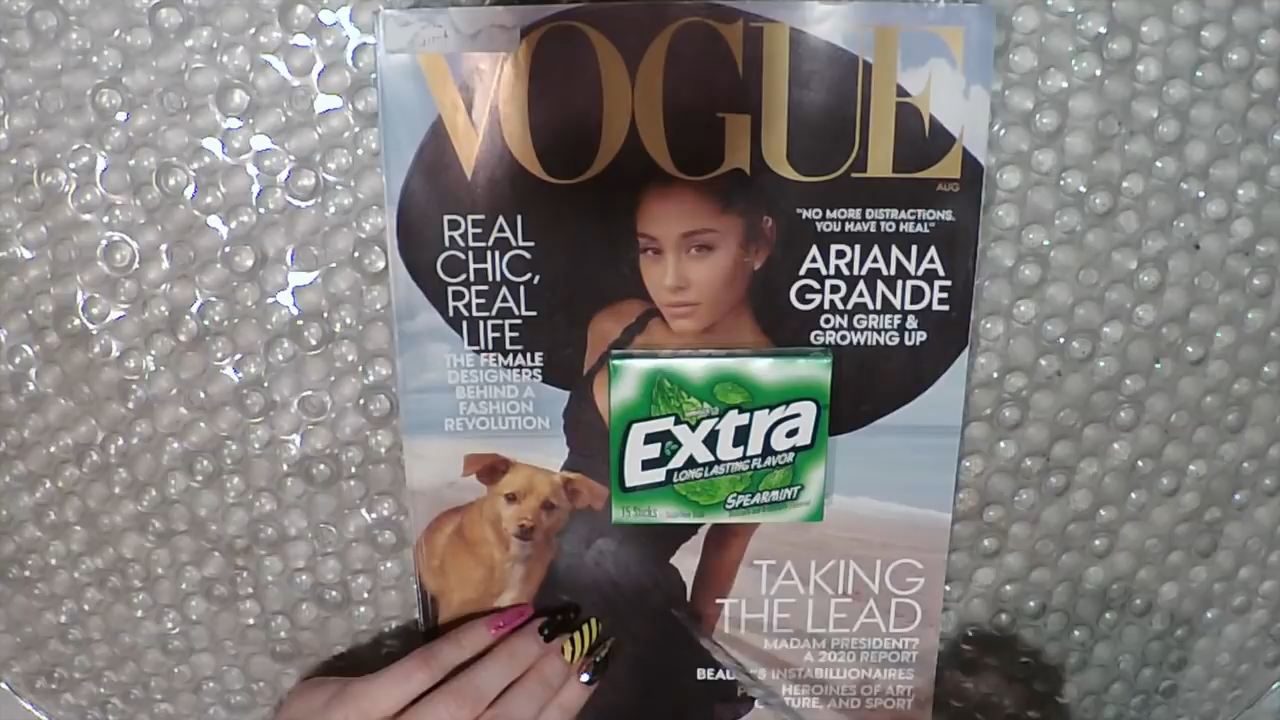 VOGUE
AUG
REAL
CHIC,
REAL
LIFE
THE FEMALE
DESIGNERS
BEHIND A
FASHION
REVOLUTION
"NO MORE DISTRACTIONS.
YOU HAVE TO HEAL"
ARIANA
GRANDE
ON GRIEF &
GROWING UP
Extra
LONG LASTING FLAVOR
SPEARMINT
15 Sticks
TAKING
THE LEAD
MADAM PRESIDENT?
A 2020 REPORT
INSTABILLIONAIRES
HEROINES OF ART,
AND SPORT